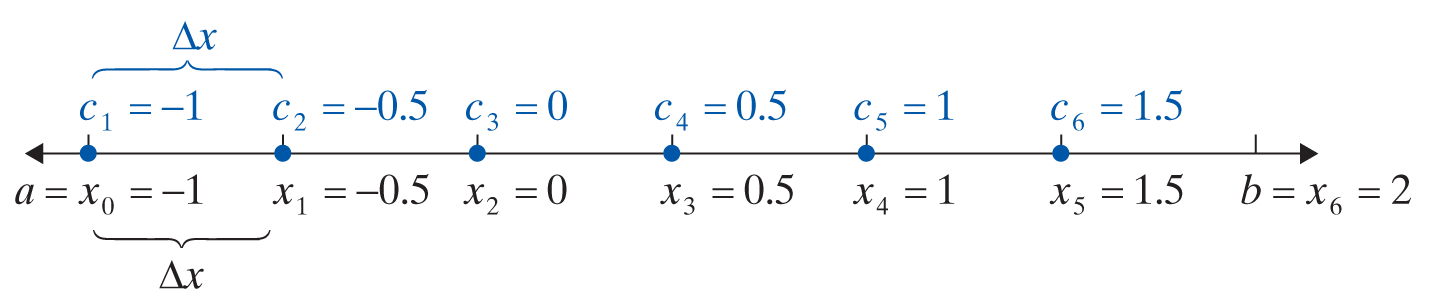 Δx
c₁ = −1 c₂ = −0.5 c₃ = 0 c₄ = 0.5 c₅ = 1 c₆ = 1.5
a = x₀ = −1 x₁ = −0.5 x₂ = 0 x₃ = 0.5 x₄ = 1 x₅ = 1.5 b = x₆ = 2
Δx